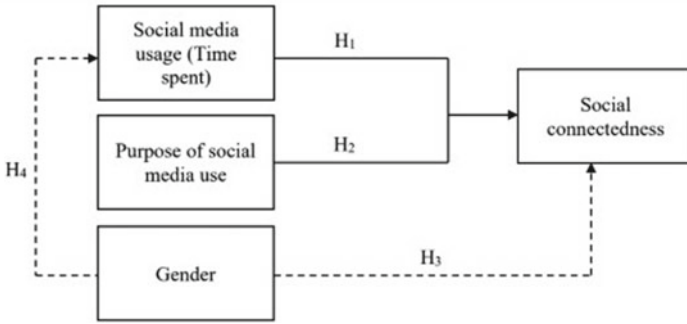 Social media
usage (Time
spent)
H₁
Social
connectedness
Purpose of social
media use
H₂
H₄
Gender
H₃